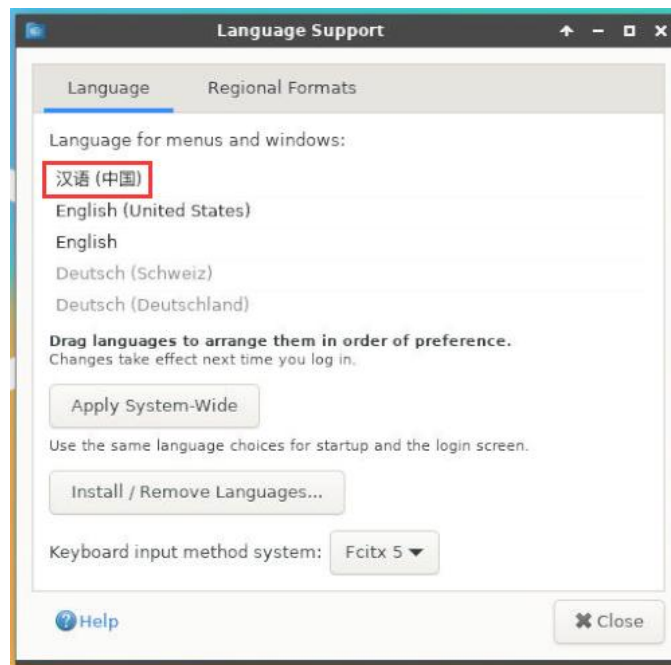 Language Support
Language Regional Formats
Language for menus and windows:
汉语 (中国)
English (United States)
English
Deutsch (Schweiz)
Deutsch (Deutschland)
Drag languages to arrange them in order of preference.
Changes take effect next time you log in.
Apply System-Wide
Use the same language choices for startup and the login screen.
Install / Remove Languages...
Keyboard input method system: Fcitx 5
Help Close